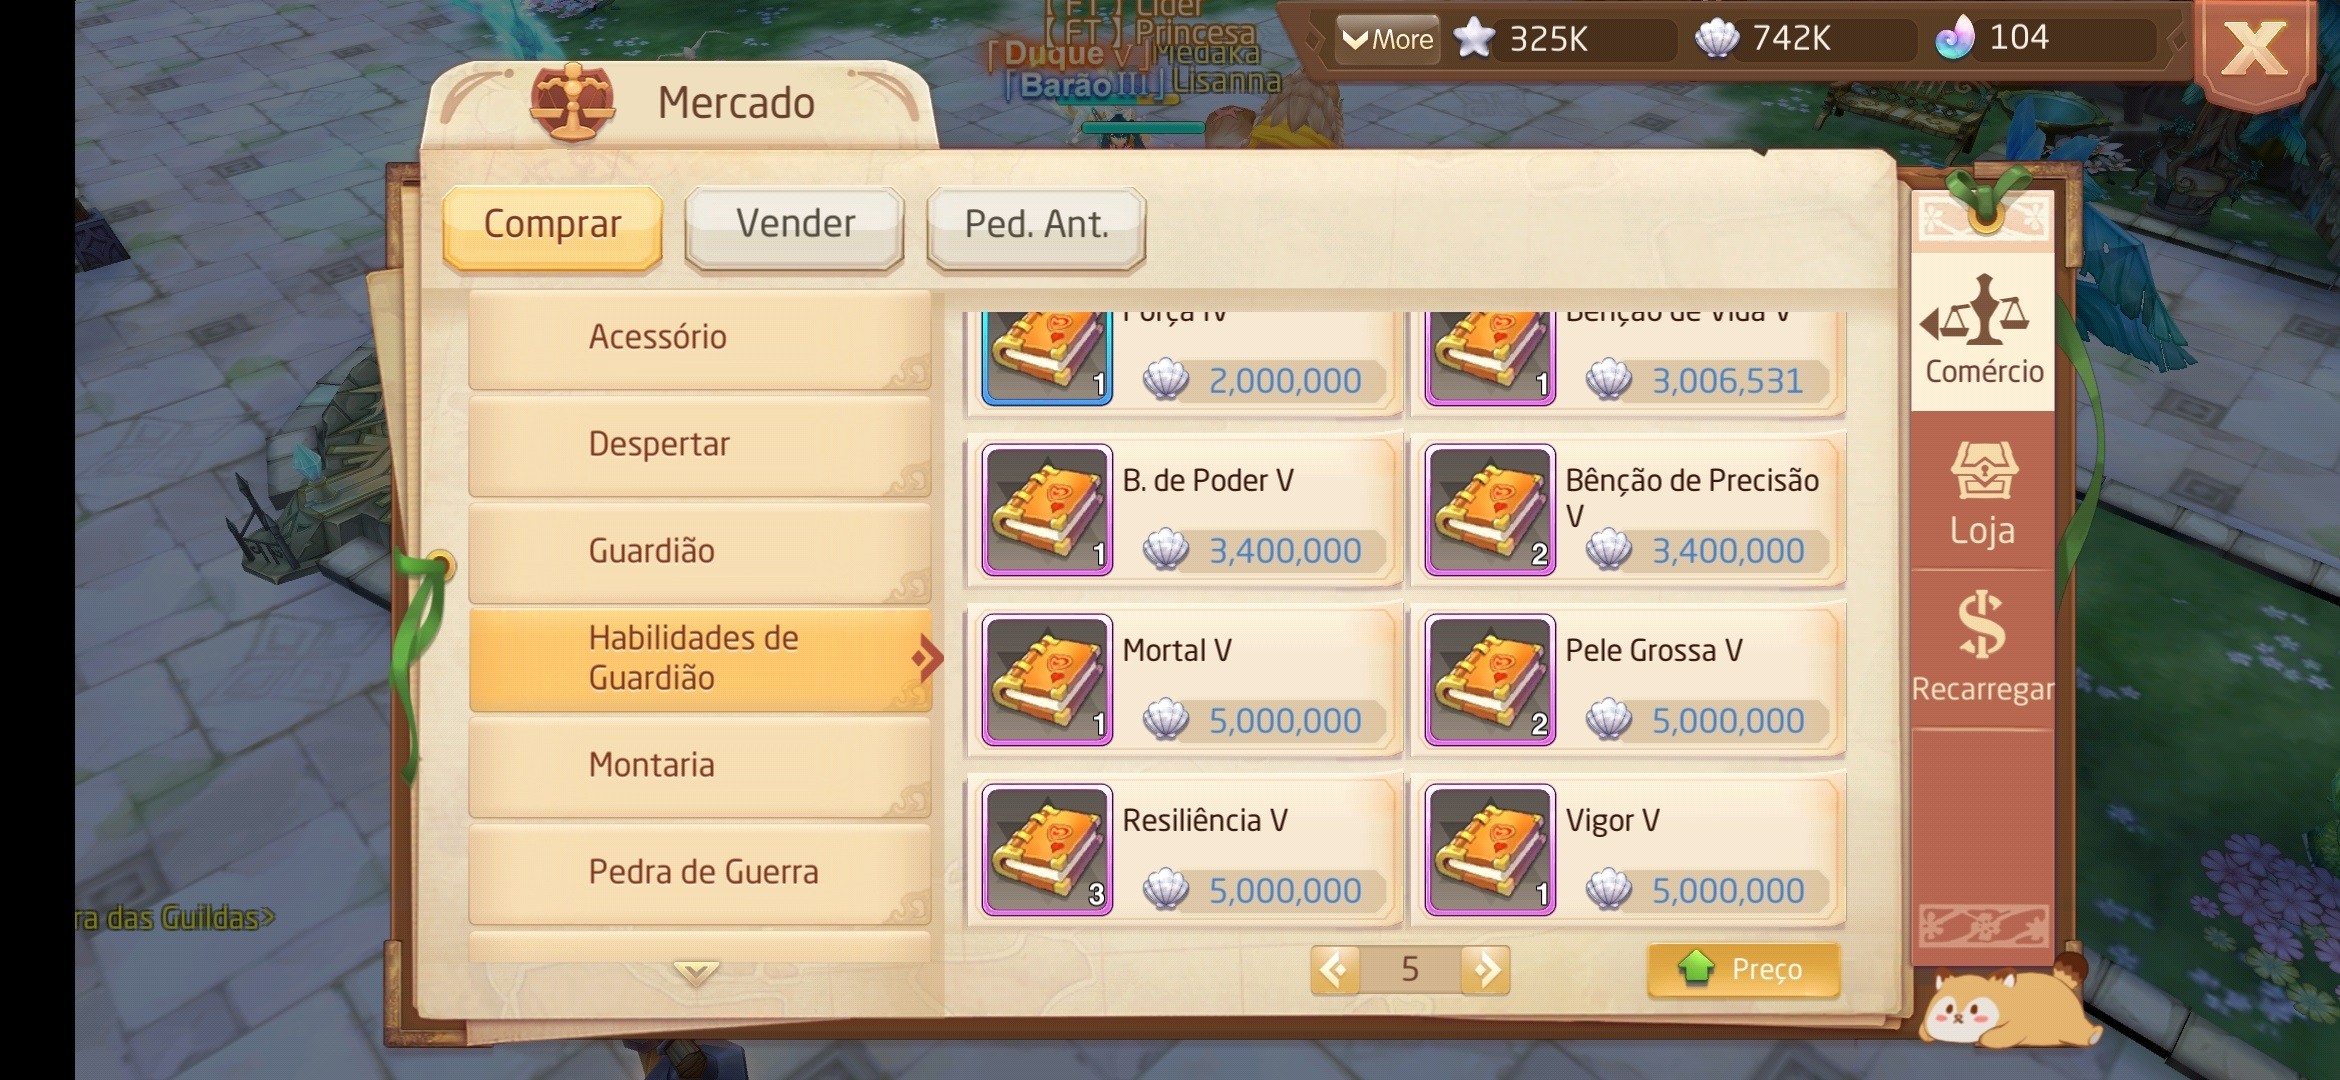 [FT] Líder
[FT] Princesa
「Duque V」Medaka
「Barão III」Lisanna
More
325K
742K
104
Mercado
Comprar
Vender
Ped. Ant.
Acessório
Despertar
Guardião
Habilidades de
Guardião
Montaria
Pedra de Guerra
Força IV
1
2,000,000
Bênção de Vida V
1
3,006,531
B. de Poder V
1
3,400,000
Bênção de Precisão
V
2
3,400,000
Mortal V
1
5,000,000
Pele Grossa V
2
5,000,000
Resiliência V
3
5,000,000
Vigor V
1
5,000,000
5
Preço
Comércio
Loja
Recarregar
ra das Guildas>